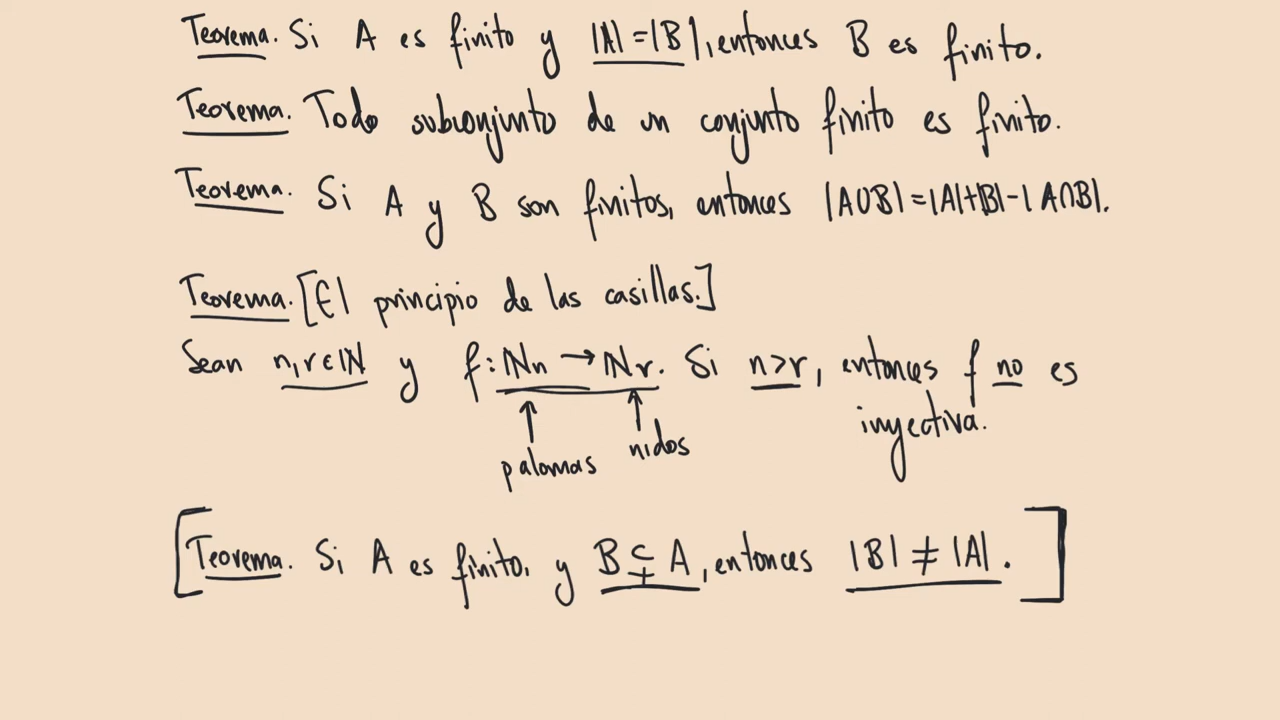 Teorema. Si A es finito y |A|=|B|, entonces B es finito.
Teorema. Todo subconjunto de un conjunto finito es finito.
Teorema. Si A y B son finitos, entonces |A∪B|=|A|+|B|-|A∩B|.
Teorema. [El principio de las casillas.]
Sean n,r∈ℕ y f:ℕn→ℕr. Si n>r, entonces f no es
inyectiva.
palomas nidos
[Teorema. Si A es finito, y B⊊A, entonces |B|≠|A|.]